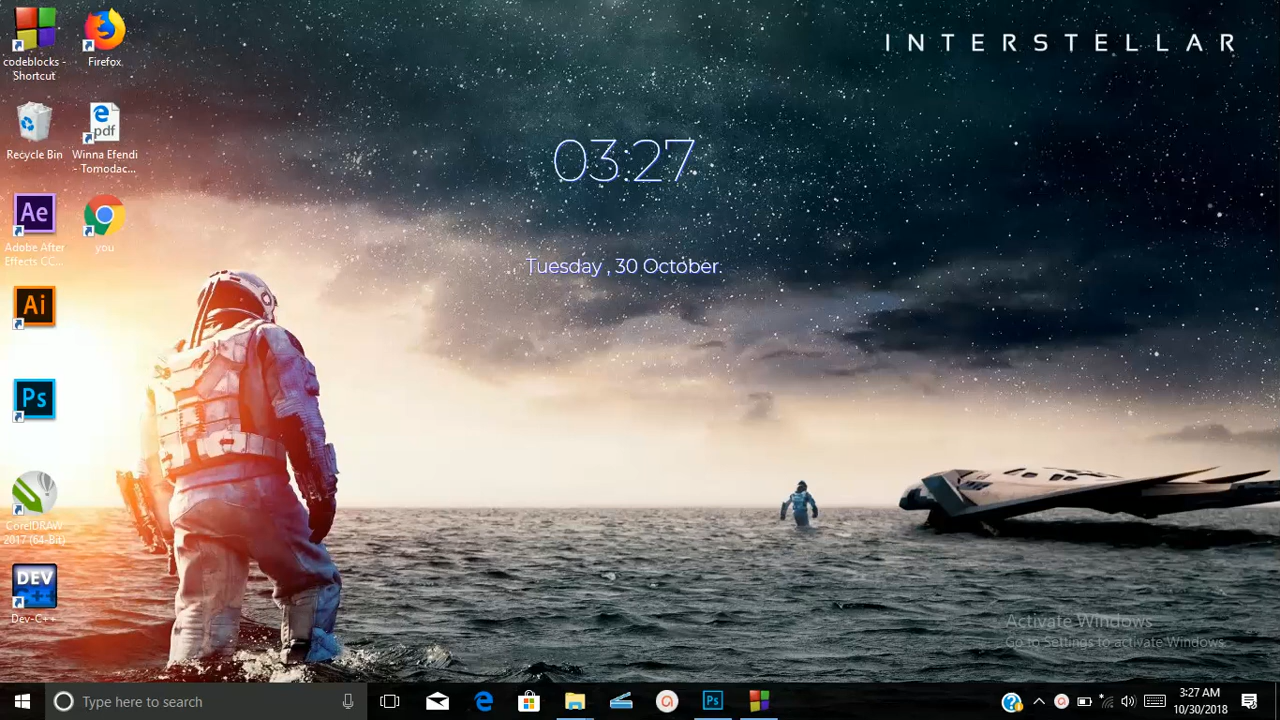 codeblocks -
Shortcut
Firefox
INTERSTELLAR
Recycle Bin
pdf
Winna Efendi
- Tomodac...
03:27
Ae
Adobe After
Effects CC...
you
Tuesday , 30 October.
Ai
Ps
CorelDRAW
2017 (64-Bit)
DEV
C++
Dev-C++
Activate Windows
Go to Settings to activate Windows.
Type here to search
Ps
3:27 AM
10/30/2018